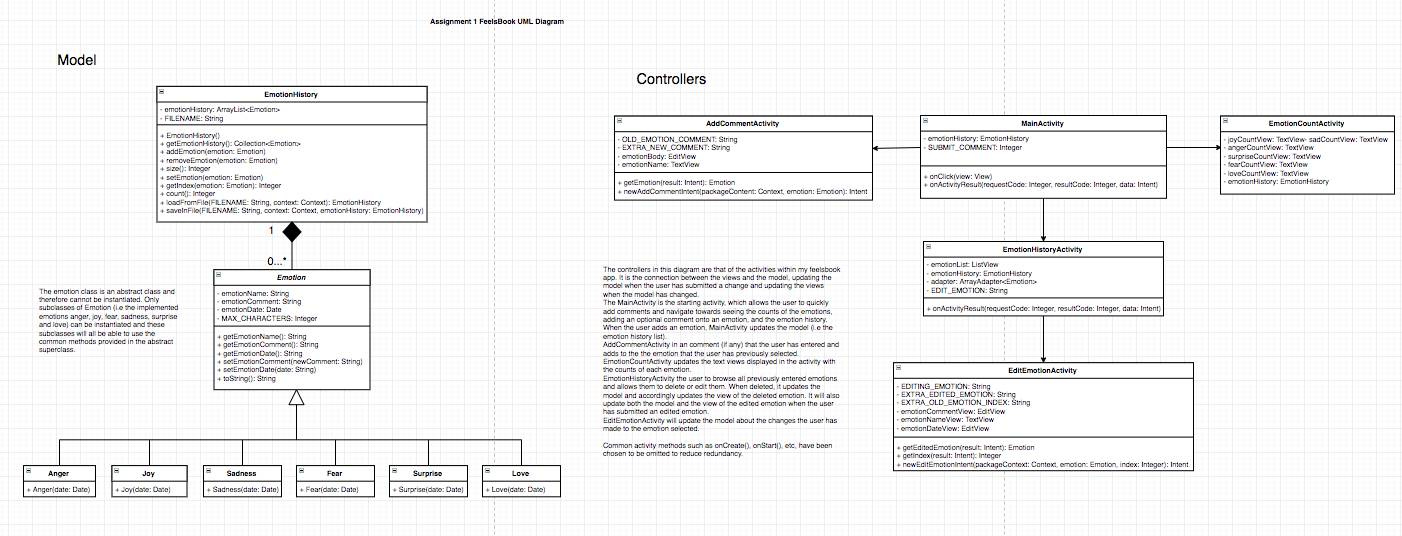 Assignment 1 FeelsBook UML Diagram
Model
EmotionHistory
- emotionHistory: ArrayList<Emotion>
- FILENAME: String
+ EmotionHistory()
+ getEmotionHistory(): Collection<Emotion>
+ addEmotion(emotion: Emotion)
+ removeEmotion(emotion: Emotion)
+ size(): Integer
+ setEmotion(emotion: Emotion)
+ getIndex(emotion: Emotion): Integer
+ count(): Integer
+ loadFromFile(FILENAME: String, context: Context): EmotionHistory
+ saveInFile(FILENAME: String, context: Context, emotionHistory: EmotionHistory)
1
0...*
The emotion class is an abstract class and
therefore cannot be instantiated. Only
subclasses of Emotion (i.e the implemented
emotions anger, joy, fear, sadness, surprise
and love) can be instantiated and these
subclasses will all be able to use the
common methods provided in the abstract
superclass.
Emotion
- emotionName: String
- emotionComment: String
- emotionDate: Date
- MAX_CHARACTERS: Integer
+ getEmotionName(): String
+ getEmotionComment(): String
+ getEmotionDate(): String
+ setEmotionComment(newComment: String)
+ setEmotionDate(date: String)
+ toString(): String
Anger
+ Anger(date: Date)
Joy
+ Joy(date: Date)
Sadness
+ Sadness(date: Date)
Fear
+ Fear(date: Date)
Surprise
+ Surprise(date: Date)
Love
+ Love(date: Date)
Controllers
AddCommentActivity
- OLD_EMOTION_COMMENT: String
- EXTRA_NEW_COMMENT: String
- emotionBody: EditView
- emotionName: TextView
+ getEmotion(result: Intent): Emotion
+ newAddCommentIntent(packageContent: Context, emotion: Emotion): Intent
MainActivity
- emotionHistory: EmotionHistory
- SUBMIT_COMMENT: Integer
+ onClick(view: View)
+ onActivityResult(requestCode: Integer, resultCode: Integer, data: Intent)
EmotionCountActivity
- joyCountView: TextView- sadCountView: TextView
- angerCountView: TextView
- surpriseCountView: TextView
- fearCountView: TextView
- loveCountView: TextView
- emotionHistory: EmotionHistory
EmotionHistoryActivity
- emotionList: ListView
- emotionHistory: EmotionHistory
- adapter: ArrayAdapter<Emotion>
- EDIT_EMOTION: String
+ onActivityResult(requestCode: Integer, resultCode: Integer, data: Intent)
EditEmotionActivity
- EDITING_EMOTION: String
- EXTRA_EDITED_EMOTION: String
- EXTRA_OLD_EMOTION_INDEX: String
- emotionCommentView: EditView
- emotionNameView: TextView
- emotionDateView: EditView
+ getEditedEmotion(result: Intent): Emotion
+ getIndex(result: Intent): Integer
+ newEditEmotionIntent(packageContext: Context, emotion: Emotion, index: Integer): Intent
The controllers in this diagram are that of the activities within my feelsbook
app. It is the connection between the views and the model, updating the
model when the user has submitted a change and updating the views
when the model has changed.
The MainActivity is the starting activity, which allows the user to quickly
add comments and navigate towards seeing the counts of the emotions,
adding an optional comment onto an emotion, and the emotion history.
When the user adds an emotion, MainActivity updates the model (i.e the
emotion history list).
AddCommentActivity in an comment (if any) that the user has entered and
adds to the the emotion that the user has previously selected.
EmotionCountActivity updates the text views displayed in the activity with
the counts of each emotion.
EmotionHistoryActivity the user to browse all previously entered emotions
and allows them to delete or edit them. When deleted, it updates the
model and accordingly updates the view of the deleted emotion. It will also
update both the model and the view of the edited emotion when the user
has submitted an edited emotion.
EditEmotionActivity will update the model about the changes the user has
made to the emotion selected.
Common activity methods such as onCreate(), onStart(), etc, have been
chosen to be omitted to reduce redundancy.